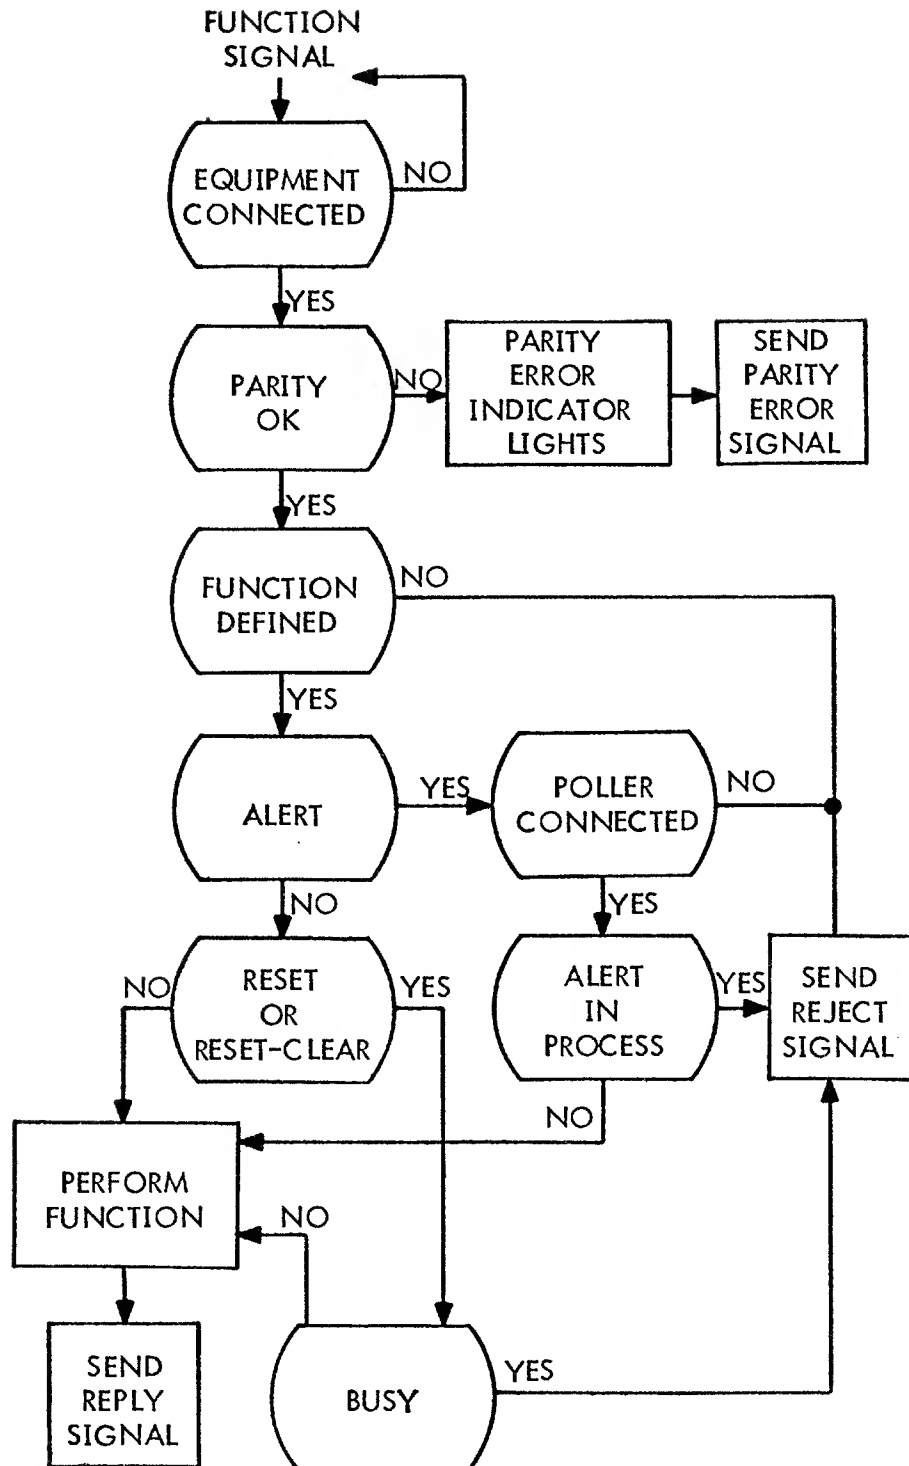 FUNCTION
SIGNAL
EQUIPMENT
CONNECTED
NO
YES
PARITY
OK
NO
PARITY
ERROR
INDICATOR
LIGHTS
SEND
PARITY
ERROR
SIGNAL
YES
FUNCTION
DEFINED
NO
YES
ALERT
YES
POLLER
CONNECTED
NO
NO
YES
NO
RESET
OR
RESET-CLEAR
YES
ALERT
IN
PROCESS
YES
SEND
REJECT
SIGNAL
NO
PERFORM
FUNCTION
NO
SEND
REPLY
SIGNAL
BUSY
YES